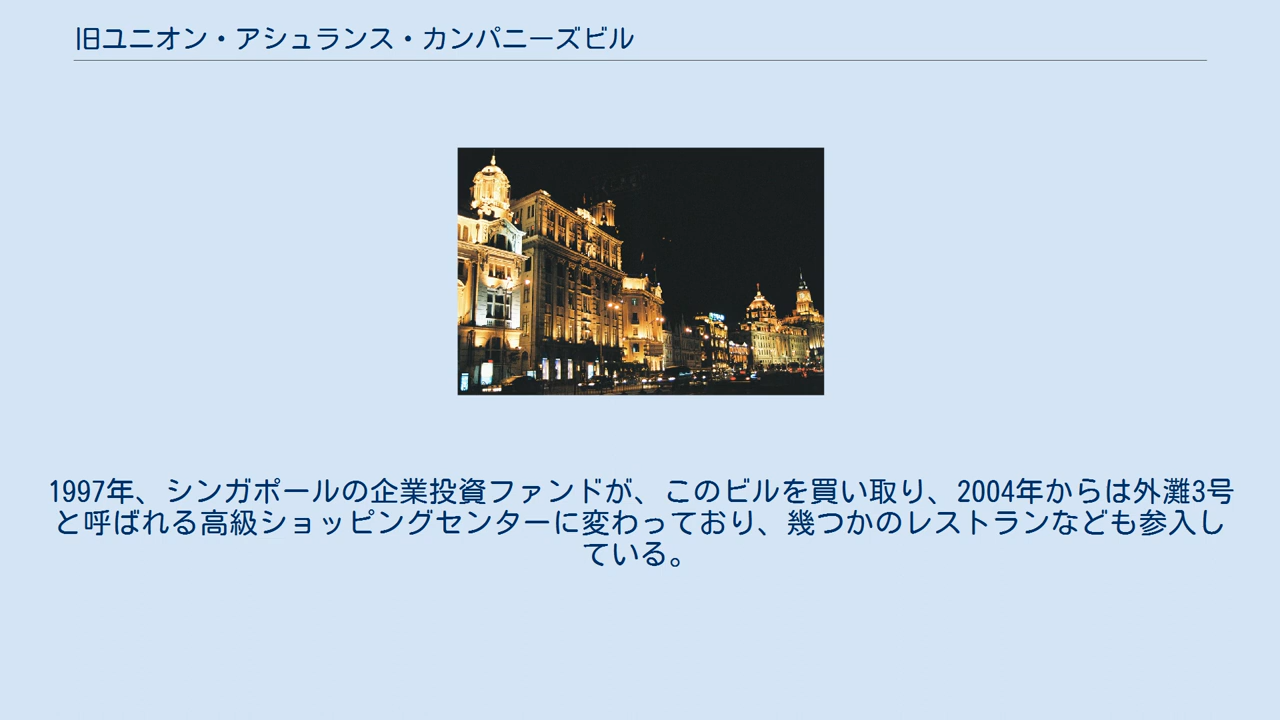 旧ユニオン・アシュランス・カンパニーズビル
1997年、シンガポールの企業投資ファンドが、このビルを買い取り、2004年からは外灘3号
と呼ばれる高級ショッピングセンターに変わっており、幾つかのレストランなども参入し
ている。